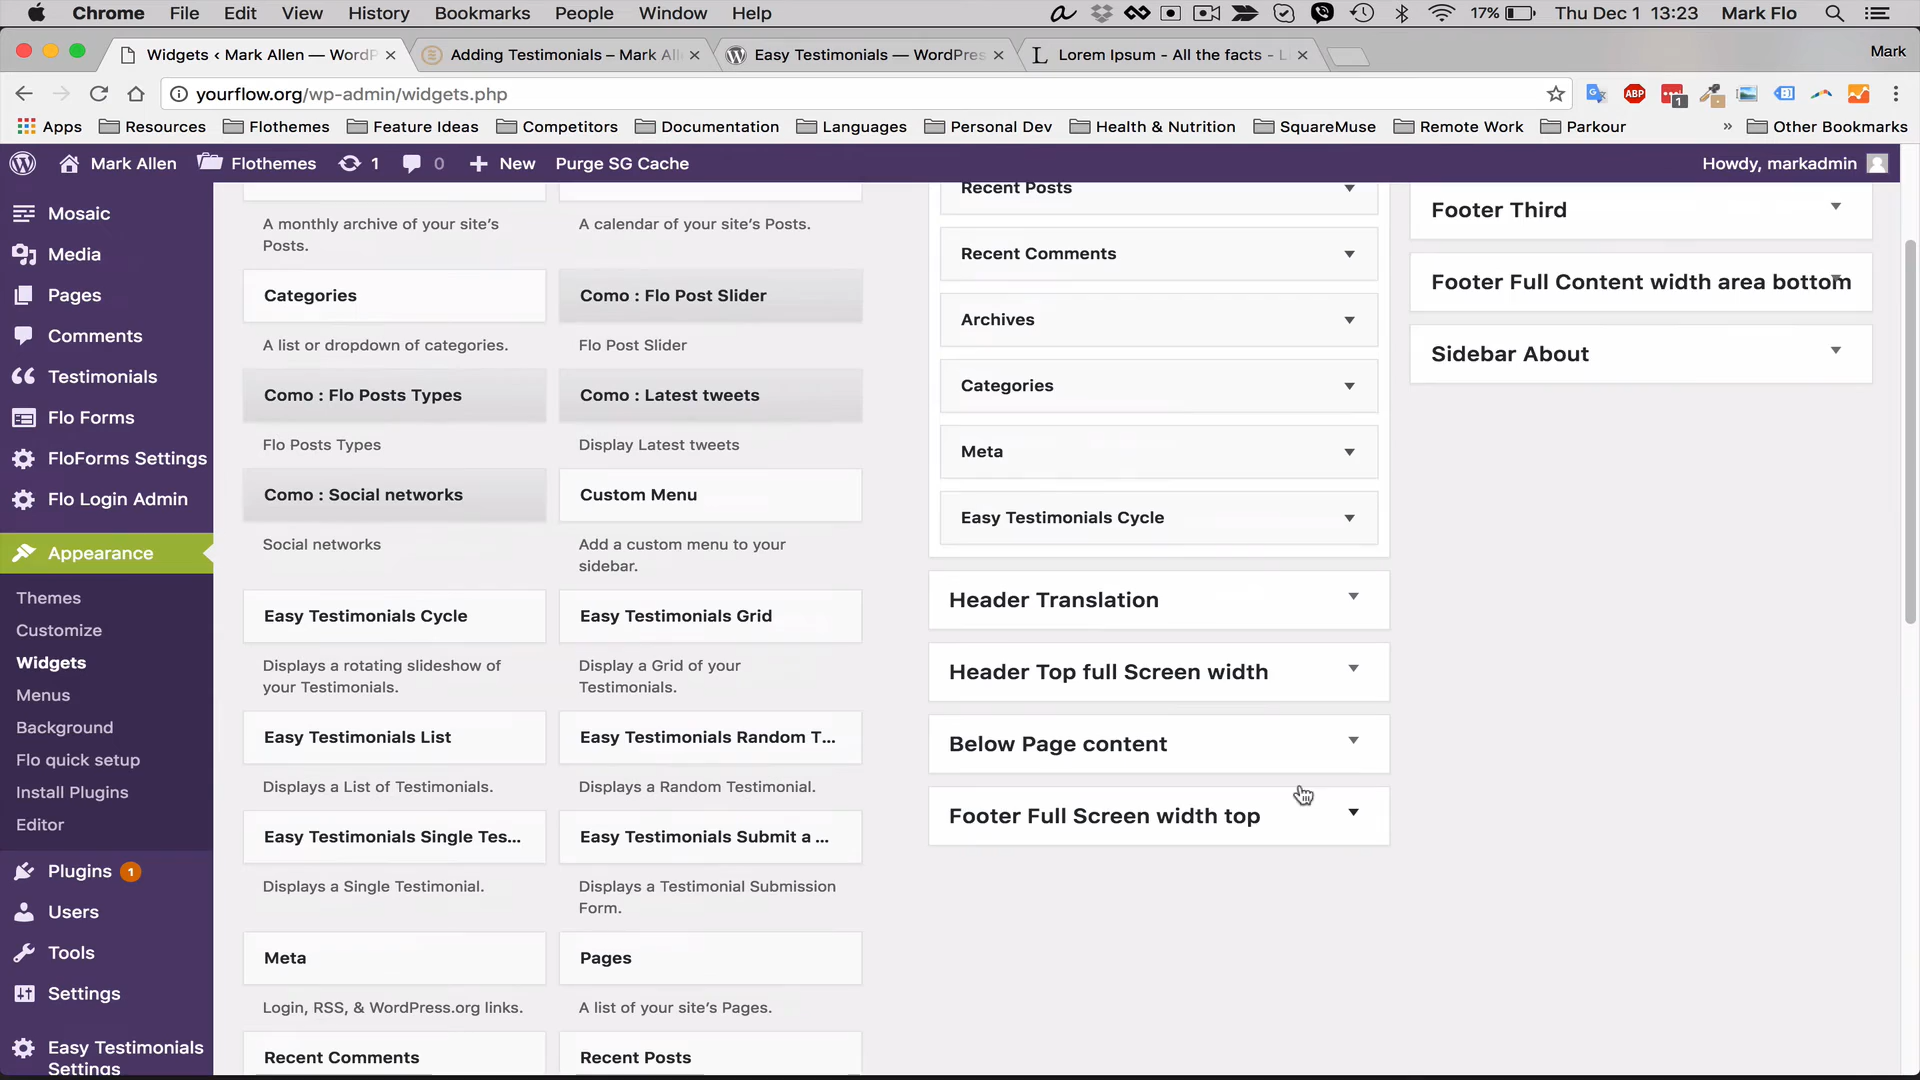 Chrome File Edit View History Bookmarks People Window Help 17% Thu Dec 1 13:23 Mark Flo
Widgets ‹ Mark Allen — WordP Adding Testimonials – Mark All Easy Testimonials — WordPres Lorem Ipsum - All the facts - L Mark
yourflow.org/wp-admin/widgets.php ABP 1
Apps Resources Flothemes Feature Ideas Competitors Documentation Languages Personal Dev Health & Nutrition SquareMuse Remote Work Parkour » Other Bookmarks
Mark Allen Flothemes 1 0 New Purge SG Cache Howdy, markadmin
Mosaic
Media
Pages
Comments
Testimonials
Flo Forms
FloForms Settings
Flo Login Admin
Appearance
Themes
Customize
Widgets
Menus
Background
Flo quick setup
Install Plugins
Editor
Plugins 1
Users
Tools
Settings
Easy Testimonials
Settings
A monthly archive of your site’s
Posts.
A calendar of your site’s Posts.
Categories
A list or dropdown of categories.
Como : Flo Post Slider
Flo Post Slider
Como : Flo Posts Types
Flo Posts Types
Como : Latest tweets
Display Latest tweets
Como : Social networks
Social networks
Custom Menu
Add a custom menu to your
sidebar.
Easy Testimonials Cycle
Displays a rotating slideshow of
your Testimonials.
Easy Testimonials Grid
Display a Grid of your
Testimonials.
Easy Testimonials List
Displays a List of Testimonials.
Easy Testimonials Random T...
Displays a Random Testimonial.
Easy Testimonials Single Tes...
Displays a Single Testimonial.
Easy Testimonials Submit a ...
Displays a Testimonial Submission
Form.
Meta
Login, RSS, & WordPress.org links.
Pages
A list of your site’s Pages.
Recent Comments
Recent Posts
Recent Posts
Recent Comments
Archives
Categories
Meta
Easy Testimonials Cycle
Header Translation
Header Top full Screen width
Below Page content
Footer Full Screen width top
Footer Third
Footer Full Content width area bottom
Sidebar About